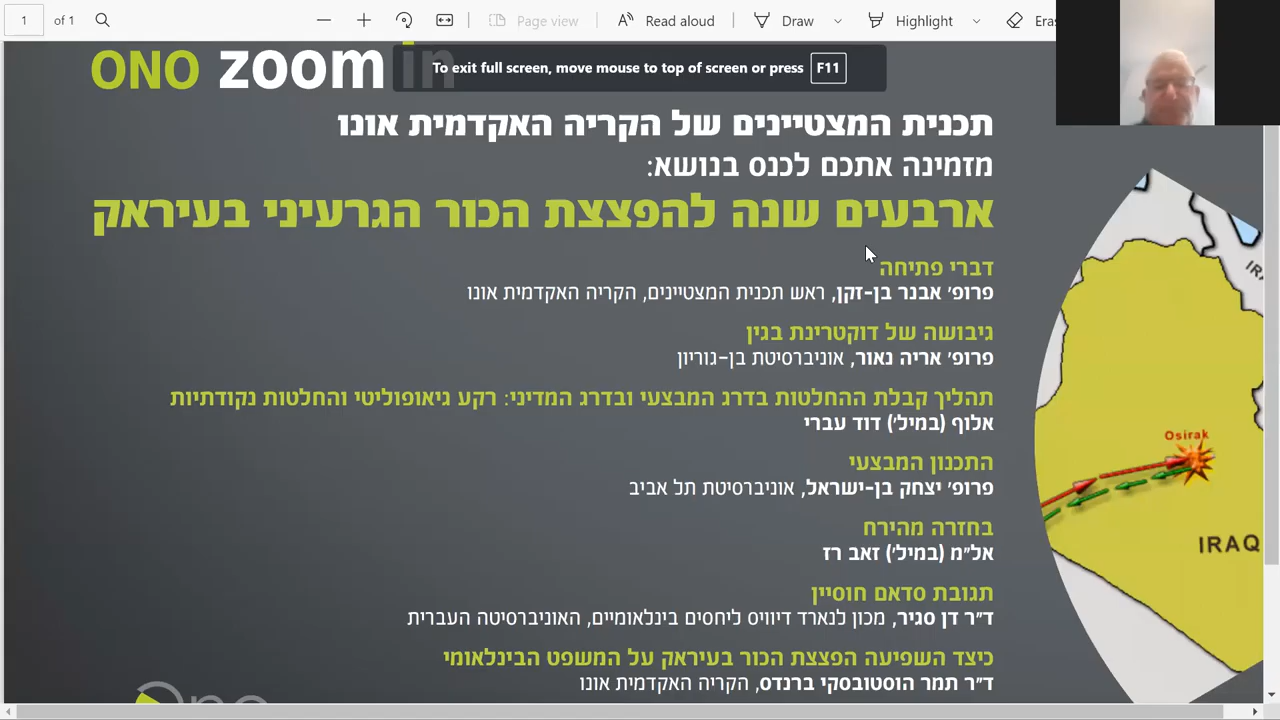 1 of 1 Page view Read aloud Draw Highlight Eras
ONO zoom in
To exit full screen, move mouse to top of screen or press F11
תכנית המצטיינים של הקריה האקדמית אונו
מזמינה אתכם לכנס בנושא:
ארבעים שנה להפצצת הכור הגרעיני בעיראק
דברי פתיחה
פרופ׳ אבנר בן-זקן, ראש תכנית המצטיינים, הקריה האקדמית אונו
גיבושה של דוקטרינת בגין
פרופ׳ אריה נאור, אוניברסיטת בן-גוריון
תהליך קבלת ההחלטות בדרג המבצעי ובדרג המדיני: רקע גיאופוליטי והחלטות נקודתיות
אלוף (במיל׳) דוד עברי
התכנון המבצעי
פרופ׳ יצחק בן-ישראל, אוניברסיטת תל אביב
בחזרה מהירח
אל״מ (במיל׳) זאב רז
תגובת סדאם חוסיין
ד״ר דן סגיר, מכון לנארד דיוויס ליחסים בינלאומיים, האוניברסיטה העברית
כיצד השפיעה הפצצת הכור בעיראק על המשפט הבינלאומי
ד״ר תמר הוסטובסקי ברנדס, הקריה האקדמית אונו
Osirak
IRAQ
Ono